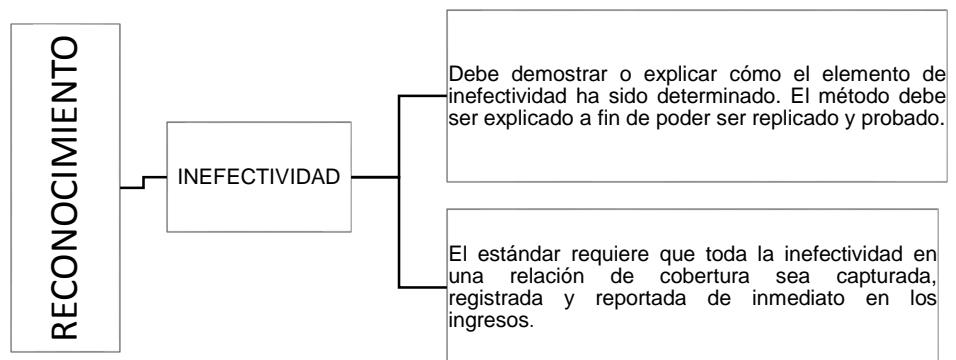 RECONOCIMIENTO
INEFECTIVIDAD
Debe demostrar o explicar cómo el elemento de
inefectividad ha sido determinado. El método debe
ser explicado a fin de poder ser replicado y probado.
El estándar requiere que toda la inefectividad en
una relación de cobertura sea capturada,
registrada y reportada de inmediato en los
ingresos.